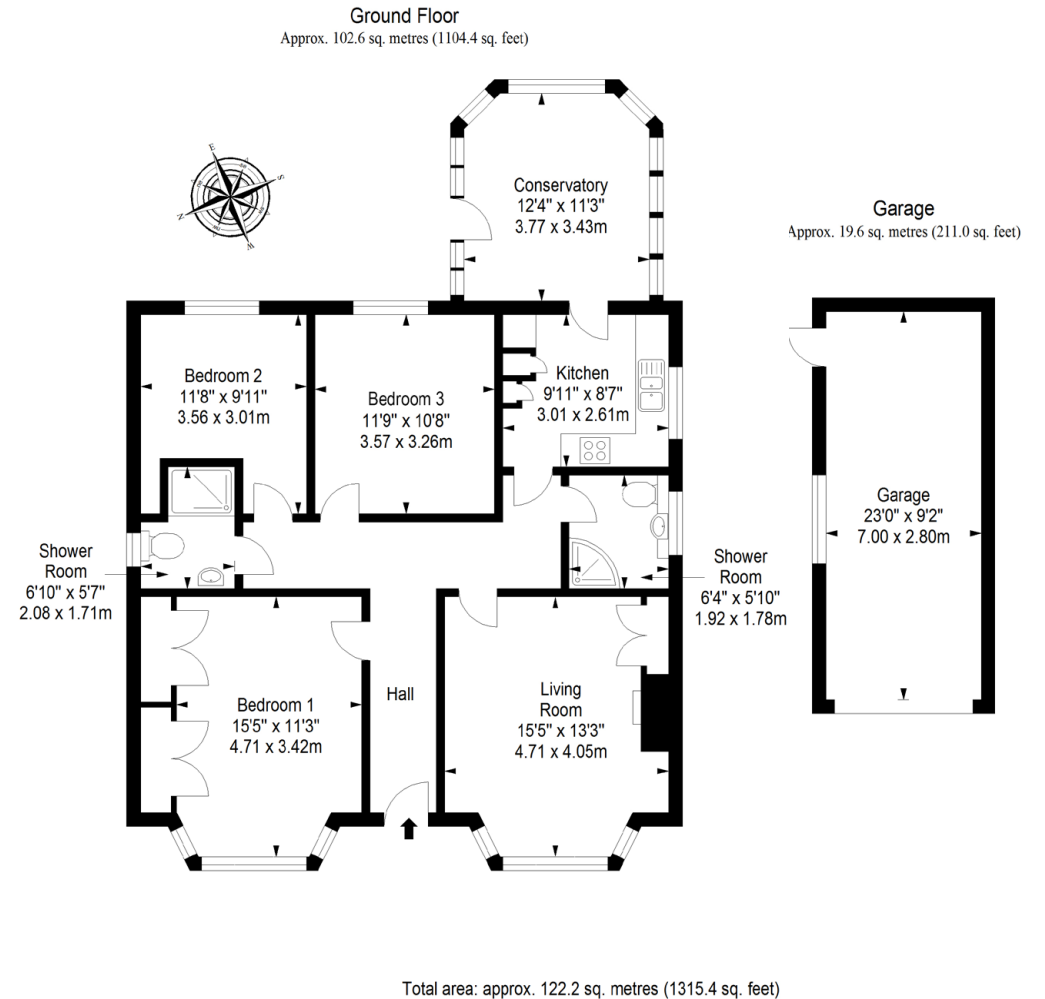 Ground Floor
Approx. 102.6 sq. metres (1104.4 sq. feet)
E
S
N
W
Conservatory
12'4" x 11'3"
3.77 x 3.43m
Garage
Approx. 19.6 sq. metres (211.0 sq. feet)
Bedroom 2
11'8" x 9'11"
3.56 x 3.01m
Bedroom 3
11'9" x 10'8"
3.57 x 3.26m
Kitchen
9'11" x 8'7"
3.01 x 2.61m
Garage
23'0" x 9'2"
7.00 x 2.80m
Shower
Room
6'10" x 5'7"
2.08 x 1.71m
Shower
Room
6'4" x 5'10"
1.92 x 1.78m
Bedroom 1
15'5" x 11'3"
4.71 x 3.42m
Hall
Living
Room
15'5" x 13'3"
4.71 x 4.05m
Total area: approx. 122.2 sq. metres (1315.4 sq. feet)